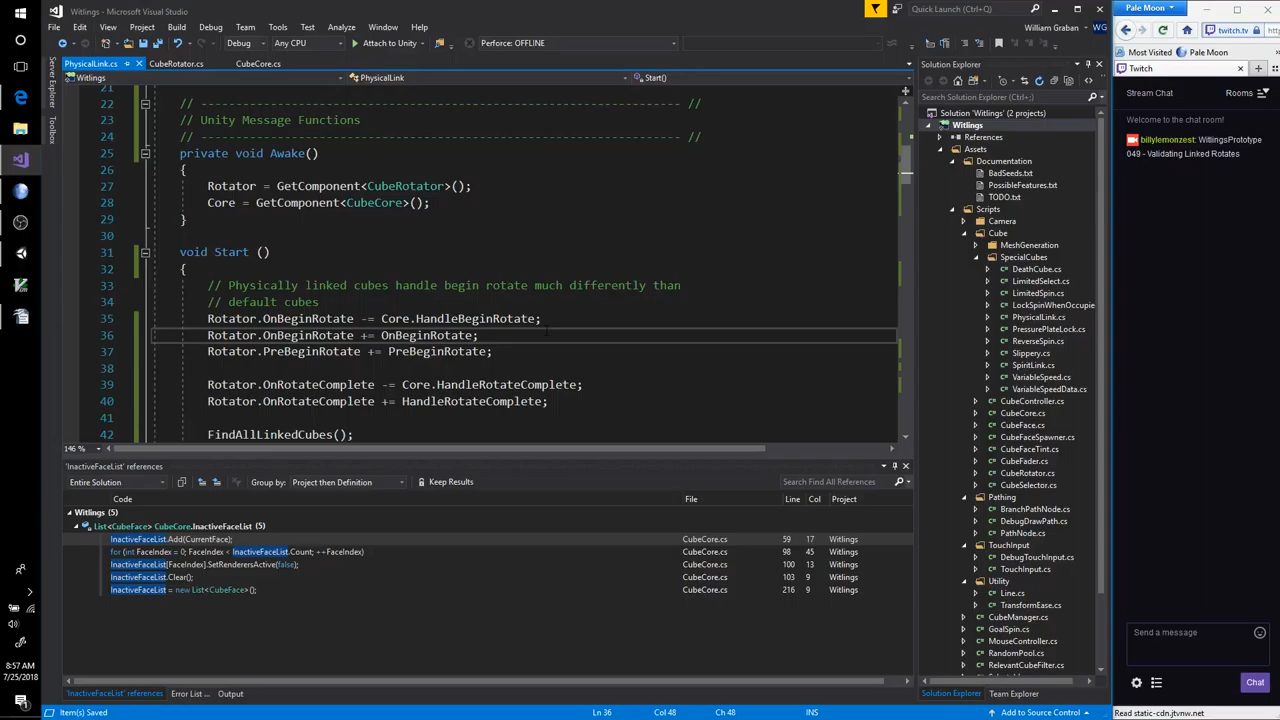 Witlings - Microsoft Visual Studio
Quick Launch (Ctrl+Q)
File Edit View Project Build Debug Team Tools Analyze Window Help
William Graban WG
Debug Any CPU Attach to Unity Perforce: OFFLINE
Server Explorer
Toolbox
PhysicalLink.cs CubeRotator.cs CubeCore.cs
Witlings PhysicalLink Start()
21
22 // ---------------------------------------------------------------------- //
23 // Unity Message Functions
24 // ---------------------------------------------------------------------- //
25 private void Awake()
26 {
27 Rotator = GetComponent<CubeRotator>();
28 Core = GetComponent<CubeCore>();
29 }
30
31 void Start ()
32 {
33 // Physically linked cubes handle begin rotate much differently than
34 // default cubes
35 Rotator.OnBeginRotate -= Core.HandleBeginRotate;
36 Rotator.OnBeginRotate += OnBeginRotate;
37 Rotator.PreBeginRotate += PreBeginRotate;
38
39 Rotator.OnRotateComplete -= Core.HandleRotateComplete;
40 Rotator.OnRotateComplete += HandleRotateComplete;
41
42 FindAllLinkedCubes();
146 %
'InactiveFaceList' references
Entire Solution Group by: Project then Definition Keep Results Search Find All References
Code File Line Col Project
Witlings (5)
List<CubeFace> CubeCore.InactiveFaceList (5)
InactiveFaceList.Add(CurrentFace); CubeCore.cs 59 17 Witlings
for (int FaceIndex = 0; FaceIndex < InactiveFaceList.Count; ++FaceIndex) CubeCore.cs 98 45 Witlings
InactiveFaceList[FaceIndex].SetRenderersActive(false); CubeCore.cs 100 13 Witlings
InactiveFaceList.Clear(); CubeCore.cs 103 9 Witlings
InactiveFaceList = new List<CubeFace>(); CubeCore.cs 216 9 Witlings
'InactiveFaceList' references Error List ... Output
Item(s) Saved Ln 36 Col 48 Ch 48 INS Add to Source Control
8:57 AM
7/25/2018
Solution Explorer
Search Solution Explorer (Ctrl+;)
Solution 'Witlings' (2 projects)
Witlings
References
Assets
Documentation
BadSeeds.txt
PossibleFeatures.txt
TODO.txt
Scripts
Camera
Cube
MeshGeneration
SpecialCubes
DeathCube.cs
LimitedSelect.cs
LimitedSpin.cs
LockSpinWhenOccupie
PhysicalLink.cs
PressurePlateLock.cs
ReverseSpin.cs
Slippery.cs
SpiritLink.cs
VariableSpeed.cs
VariableSpeedData.cs
CubeController.cs
CubeCore.cs
CubeFace.cs
CubeFaceSpawner.cs
CubeFaceTint.cs
CubeFader.cs
CubeRotator.cs
CubeSelector.cs
Pathing
BranchPathNode.cs
DebugDrawPath.cs
PathNode.cs
TouchInput
DebugTouchInput.cs
TouchInput.cs
Utility
Line.cs
TransformEase.cs
CubeManager.cs
GoalSpin.cs
MouseController.cs
RandomPool.cs
RelevantCubeFilter.cs
Solution Explorer Team Explorer
Pale Moon
twitch.tv
Most Visited Pale Moon
Twitch
Stream Chat Rooms
Welcome to the chat room!
billylemonzest: WitlingsPrototype
049 - Validating Linked Rotates
Send a message
Chat
Read static-cdn.jtvnw.net